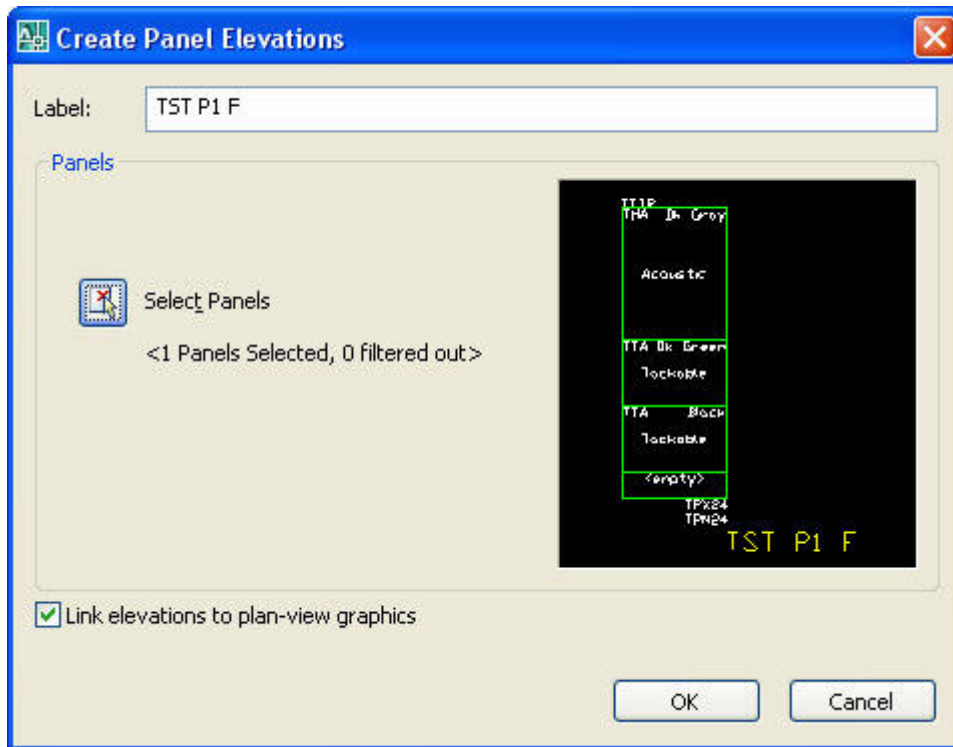 Create Panel Elevations
Label: TST P1 F
Panels
Select Panels
<1 Panels Selected, 0 filtered out>
THA Dk Gray
Acoustic
TTA Dk Green
Tackable
TTA Black
Tackable
<empty>
TPX24
TPN24
TST P1 F
Link elevations to plan-view graphics
OK Cancel